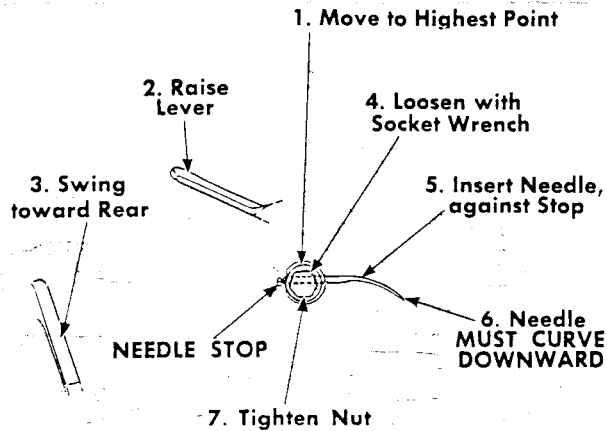 1. Move to Highest Point
2. Raise
Lever
3. Swing
toward Rear
4. Loosen with
Socket Wrench
5. Insert Needle,
against Stop
6. Needle
MUST CURVE
DOWNWARD
NEEDLE STOP
7. Tighten Nut